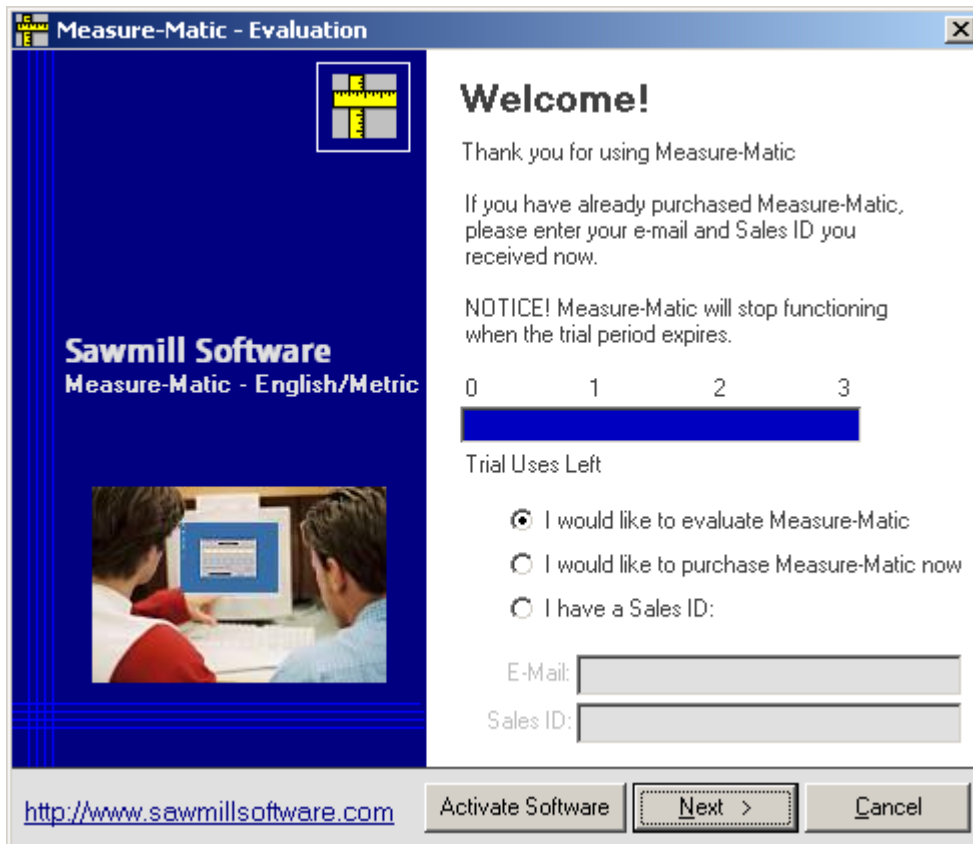 Measure-Matic - Evaluation
Welcome!
Thank you for using Measure-Matic
If you have already purchased Measure-Matic,
please enter your e-mail and Sales ID you
received now.
NOTICE! Measure-Matic will stop functioning
when the trial period expires.
Sawmill Software
Measure-Matic - English/Metric
0 1 2 3
Trial Uses Left
I would like to evaluate Measure-Matic
I would like to purchase Measure-Matic now
I have a Sales ID:
E-Mail:
Sales ID:
http://www.sawmillsoftware.com
Activate Software
Next >
Cancel